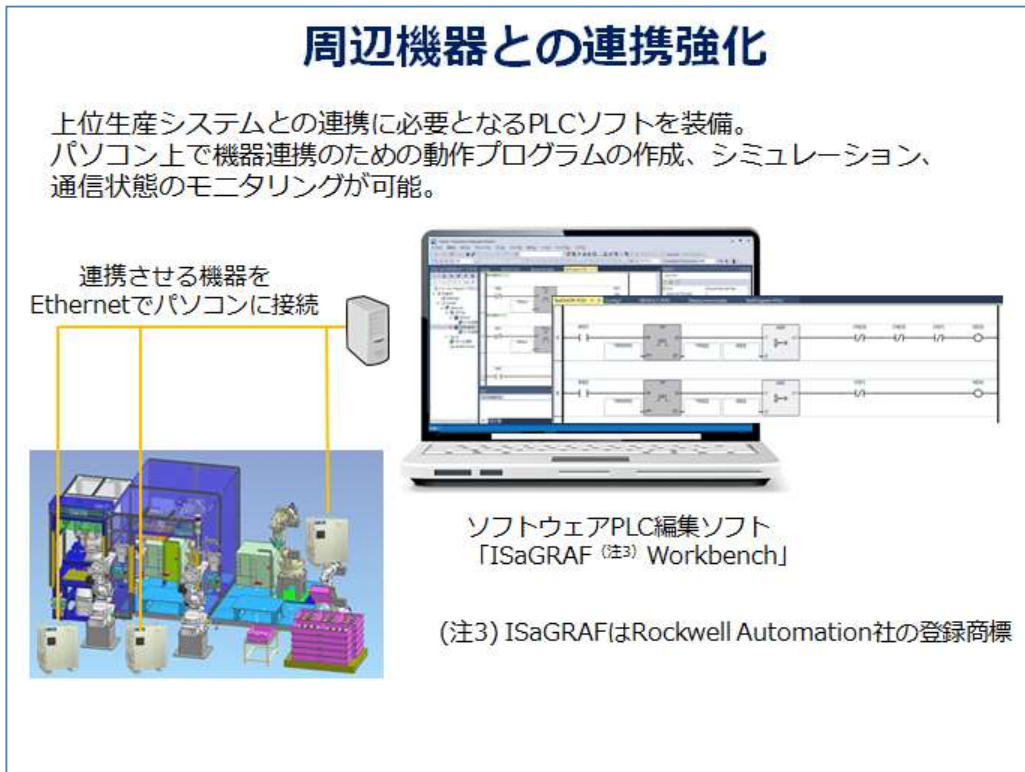 周辺機器との連携強化
上位生産システムとの連携に必要となるPLCソフトを装備。
パソコン上で機器連携のための動作プログラムの作成、シミュレーション、
通信状態のモニタリングが可能。
連携させる機器を
Ethernetでパソコンに接続
ソフトウェアPLC編集ソフト
「ISaGRAF (注3) Workbench」
(注3) ISaGRAFはRockwell Automation社の登録商標